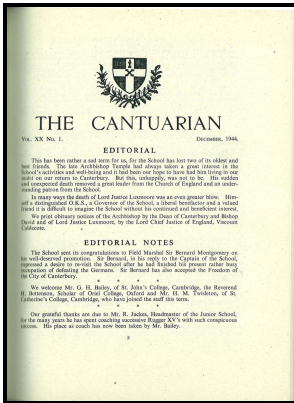 THE CANTUARIAN
VOL. XX No. 1. DECEMBER, 1944.
EDITORIAL
This has been rather a sad term for us, for the School has lost two of its oldest and
best friends. The late Archbishop Temple had always taken a great interest in the
School's activities and well-being and it had been our hope to have him living in our
midst on our return to Canterbury. But this, unhappily, was not to be. His sudden
and unexpected death removed a great leader from the Church of England and an under-
standing patron from the School.
In many ways the death of Lord Justice Luxmoore was an even greater blow. Him-
self a distinguished O.K.S., a Governor of the School, a liberal benefactor and a valued
friend it is difficult to imagine the School without his continued and beneficent interest.
We print obituary notices of the Archbishop by the Dean of Canterbury and Bishop
David and of Lord Justice Luxmoore, by the Lord Chief Justice of England, Viscount
Caldecote.
EDITORIAL NOTES
The School sent its congratulations to Field Marshal Sir Bernard Montgomery on
his well-deserved promotion. Sir Bernard, in his reply to the Captain of the School,
expressed a desire to re-visit the School after he had finished his present rather busy
occupation of defeating the Germans. Sir Bernard has also accepted the Freedom of
the City of Canterbury.
* * * * *
We welcome Mr. G. H. Bailey, of St. John's College, Cambridge, the Reverend
H. Betterson, Scholar of Oriel College, Oxford and Mr. H. M. Twisleton, of St.
Catherine's College, Cambridge, who have joined the staff this term.
* * * * *
Our grateful thanks are due to Mr. R. Jackas, Headmaster of the Junior School,
for the many years he has spent coaching successive Rugger XV's with such conspicuous
success. His place as coach has now been taken by Mr. Bailey.